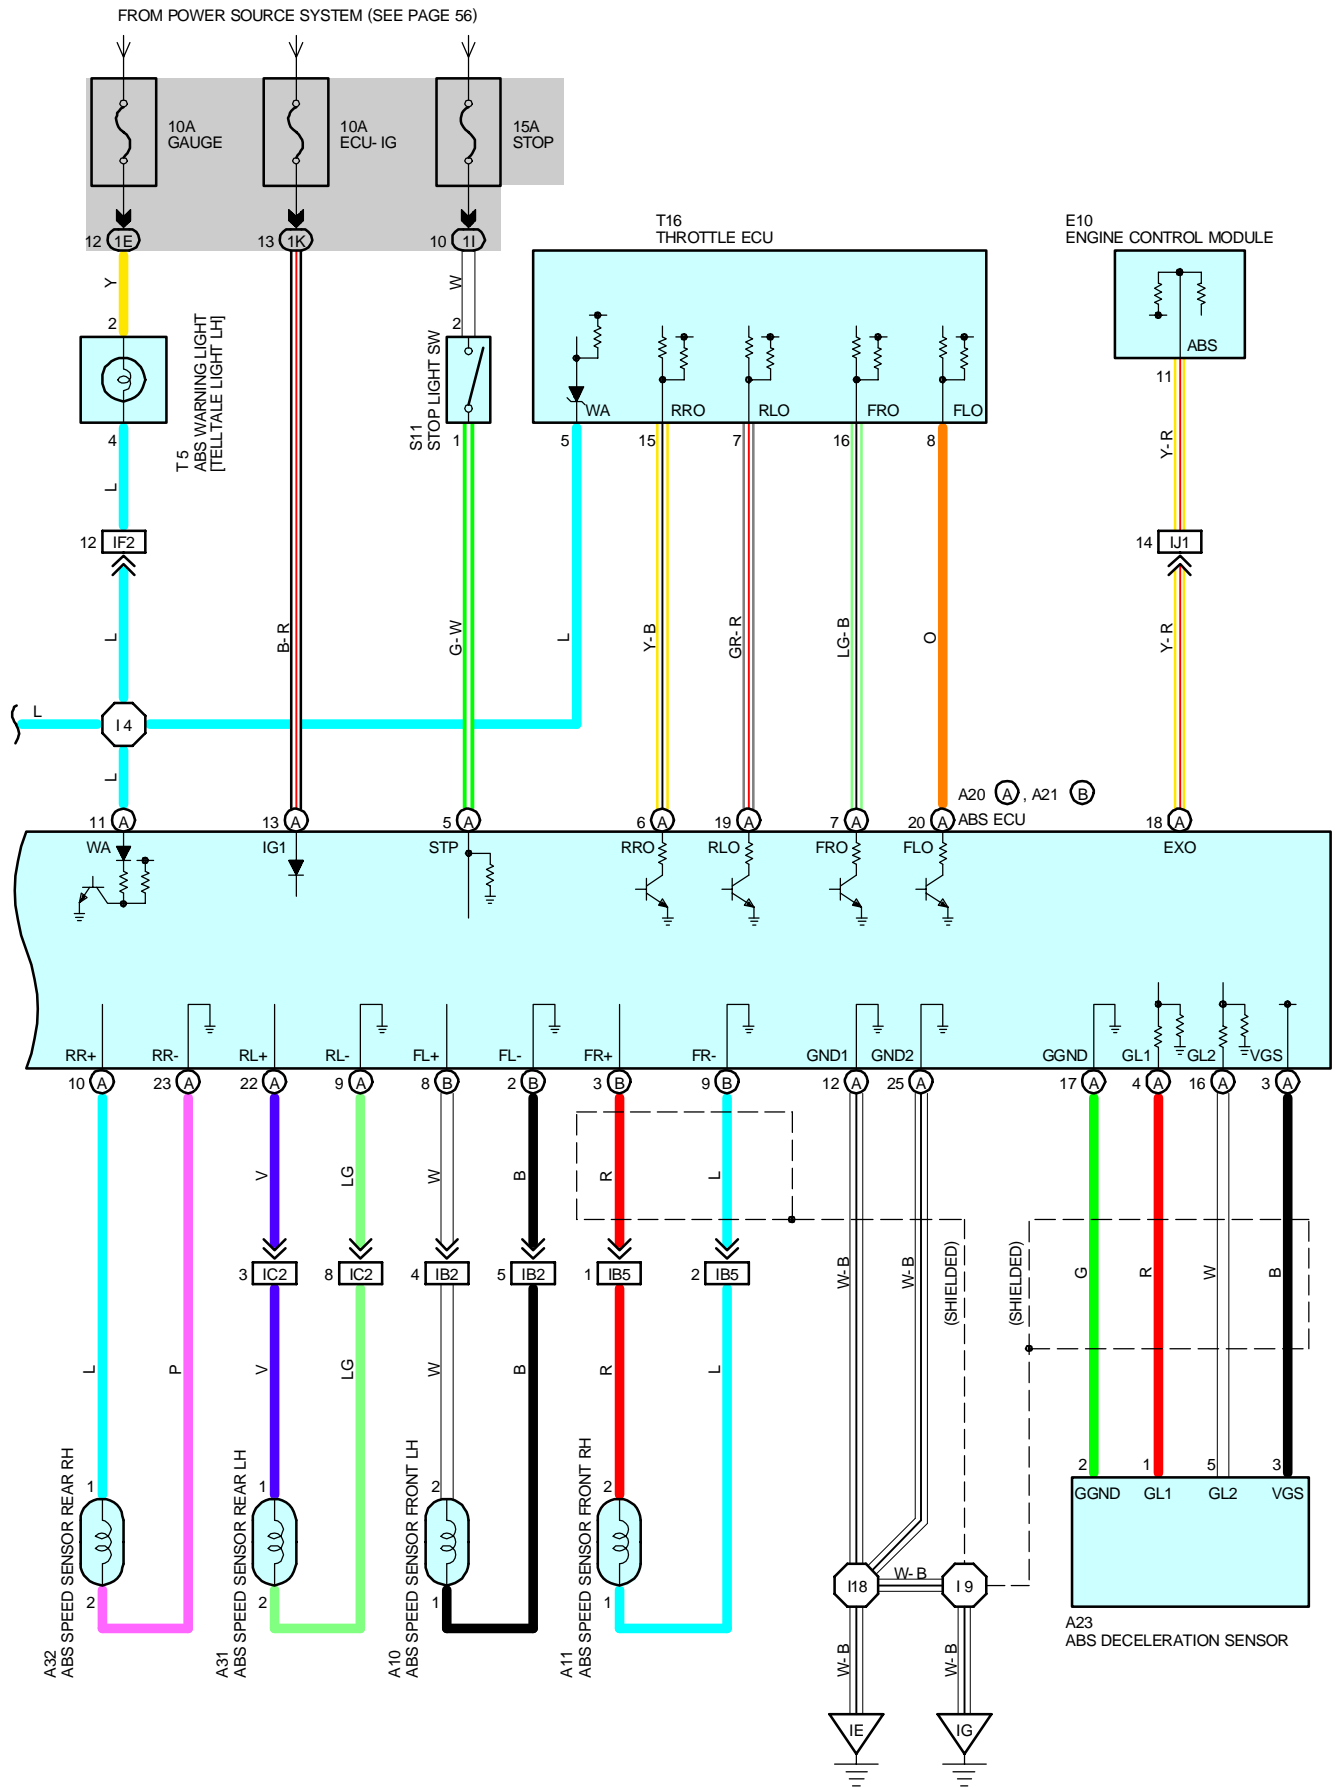 FROM POWER SOURCE SYSTEM (SEE PAGE 56)
10A
GAUGE
10A
ECU- IG
15A
STOP
12 1E
13 1K
10 1I
T16
THROTTLE ECU
E10
ENGINE CONTROL MODULE
Y
W
2
2
T 5
ABS WARNING LIGHT
[TELLTALE LIGHT LH]
S11
STOP LIGHT SW
ABS
WA RRO RLO FRO FLO
4
1
5 15 7 16 8
11
L
Y- R
12 IF2
14 IJ1
L
B- R
G- W
L
Y- B
GR- R
LG- B
O
Y- R
L
I 4
L
A20 A , A21 B
ABS ECU
11 A
13 A
5 A
6 A
19 A
7 A
20 A
18 A
WA IG1 STP RRO RLO FRO FLO EXO
RR+ RR- RL+ RL- FL+ FL- FR+ FR- GND1 GND2 GGND GL1 GL2 VGS
10 A
23 A
22 A
9 A
8 B
2 B
3 B
9 B
12 A
25 A
17 A
4 A
16 A
3 A
V
LG
W
B
R
L
3 IC2
8 IC2
4 IB2
5 IB2
1 IB5
2 IB5
W- B
W- B
(SHIELDED)
(SHIELDED)
G
R
W
B
L
P
V
LG
W
B
R
L
2 1 5 3
GGND GL1 GL2 VGS
1
1
2
2
A32
ABS SPEED SENSOR REAR RH
A31
ABS SPEED SENSOR REAR LH
A10
ABS SPEED SENSOR FRONT LH
A11
ABS SPEED SENSOR FRONT RH
2
2
1
1
I18
W- B
I 9
A23
ABS DECELERATION SENSOR
W- B
W- B
IE
IG